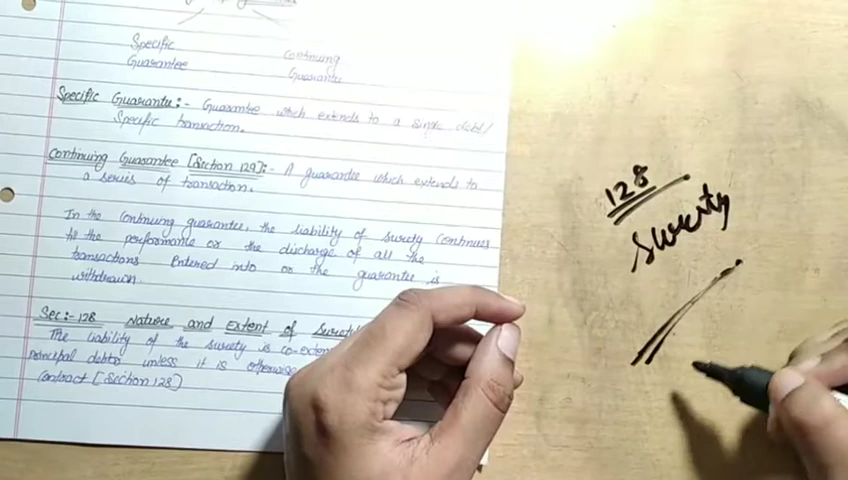 Specific
Guarantee
Continuing
Guarantee
Specific Guarantee:- Guarantee which extends to a single debt/
Specific transaction.
Continuing Guarantee [Section 129]:- A guarantee which extends to
a series of transaction.
In the Continuing guarantee, the liability of surety Continues
till the performance or the discharge of all the
transactions Entered into or the guarantee is
withdrawn.
Sec:- 128 Nature and Extent of Surety
The liability of the surety is co-exten
principal debtor unless it is otherwise
contract [Section 128]
128
Surety